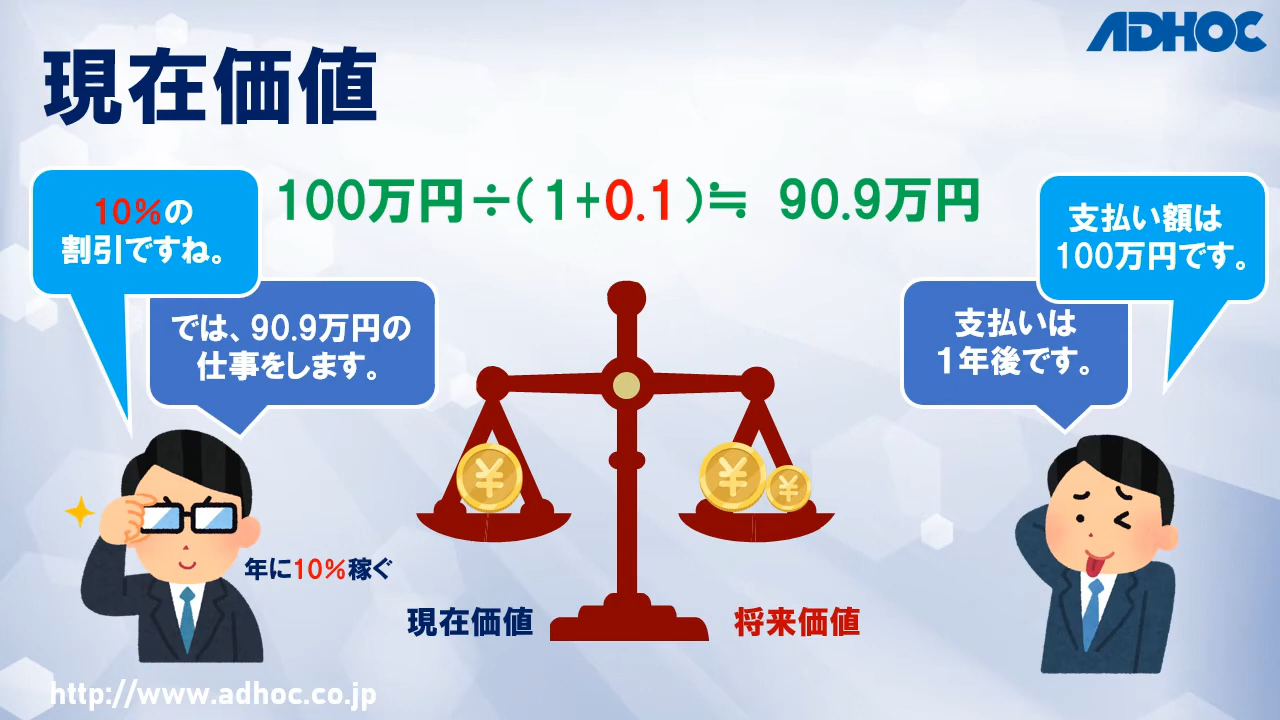 ADHOC
現在価値
100万円÷(1+0.1)≒ 90.9万円
10%の
割引ですね。
では、90.9万円の
仕事をします。
支払い額は
100万円です。
支払いは
1年後です。
¥
¥
¥
年に10%稼ぐ
現在価値
将来価値
http://www.adhoc.co.jp